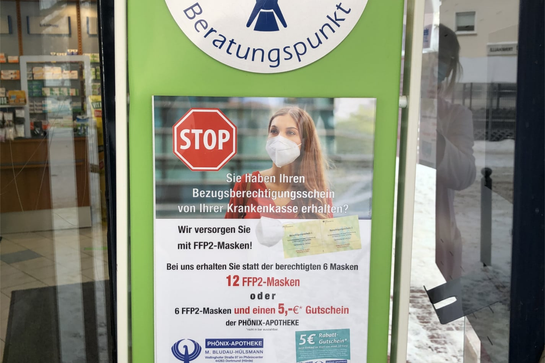 Beratungspunkt
STOP
Sie haben Ihren
Bezugsberechtigungsschein
von Ihrer Krankenkasse erhalten?
Wir versorgen Sie
mit FFP2-Masken!
Bei uns erhalten Sie statt der berechtigten 6 Masken
12 FFP2-Masken
oder
6 FFP2-Masken und einen 5,-€* Gutschein
der PHÖNIX-APOTHEKE
PHÖNIX-APOTHEKE
M. BLUDAU-HÜLSMANN
5€ Rabatt
Gutschein*